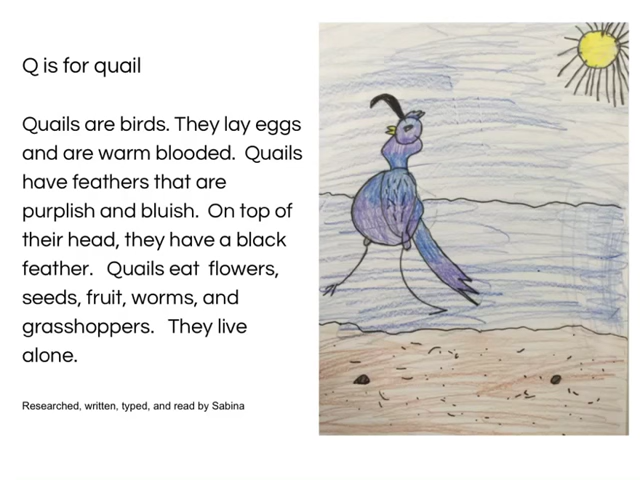 Q is for quail
Quails are birds. They lay eggs
and are warm blooded.  Quails
have feathers that are
purplish and bluish.  On top of
their head, they have a black
feather.   Quails eat  flowers,
seeds, fruit, worms, and
grasshoppers.   They live
alone.
Researched, written, typed, and read by Sabina